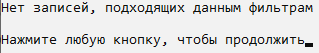 Нет записей, подходящих данным фильтрам
Нажмите любую кнопку, чтобы продолжить